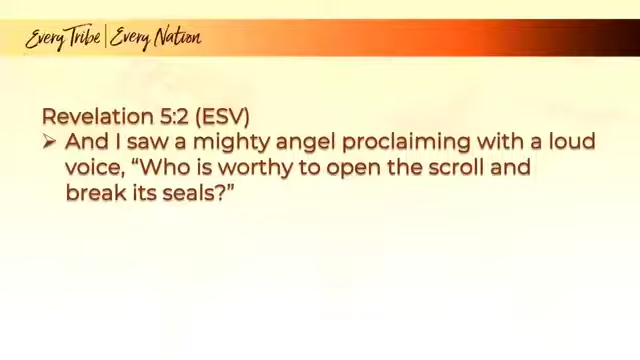 Every Tribe | Every Nation
Revelation 5:2 (ESV)
➢ And I saw a mighty angel proclaiming with a loud
voice, “Who is worthy to open the scroll and
break its seals?”